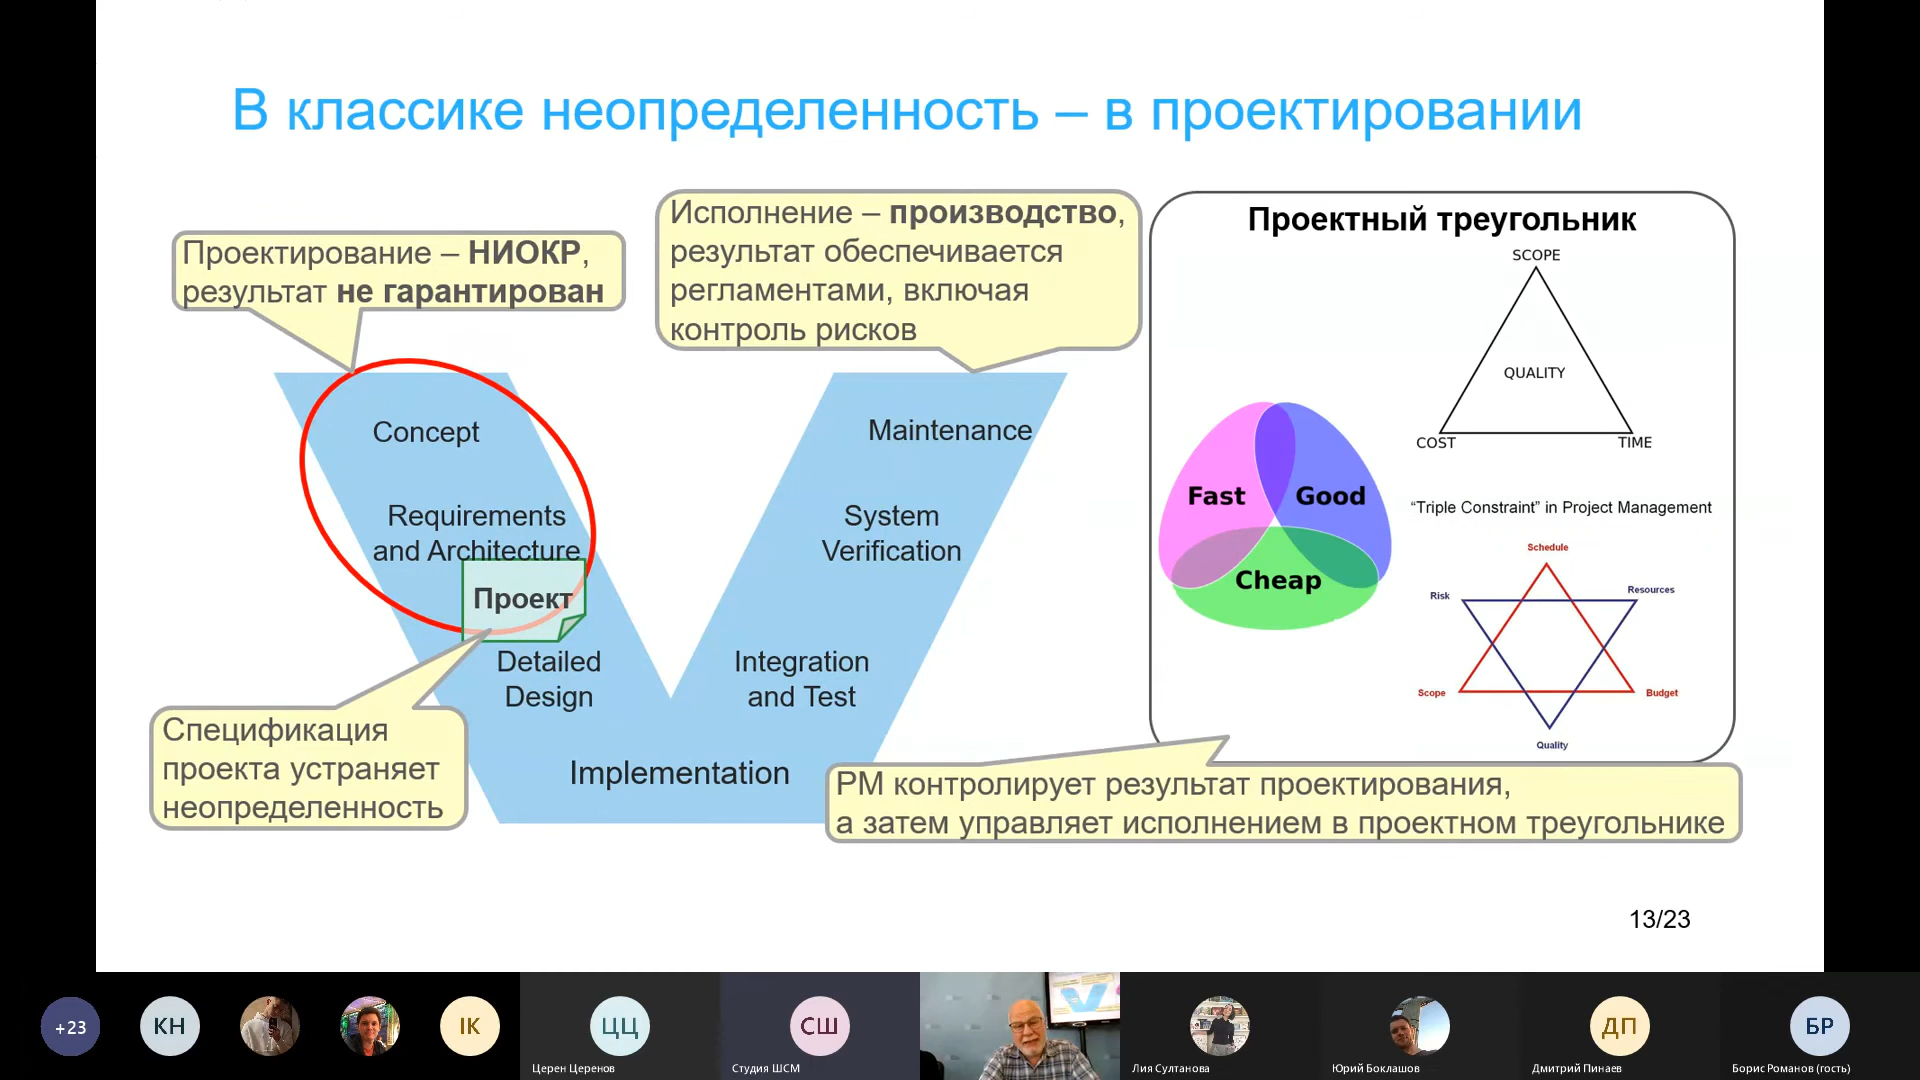 В классике неопределенность – в проектировании
Проектирование – НИОКР,
результат не гарантирован
Исполнение – производство,
результат обеспечивается
регламентами, включая
контроль рисков
Concept
Requirements
and Architecture
Проект
Detailed
Design
Implementation
Integration
and Test
System
Verification
Maintenance
Спецификация
проекта устраняет
неопределенность
Проектный треугольник
SCOPE
QUALITY
COST
TIME
Fast
Good
Cheap
“Triple Constraint” in Project Management
Schedule
Risk
Resources
Scope
Budget
Quality
PM контролирует результат проектирования,
а затем управляет исполнением в проектном треугольнике
13/23
+23
КН
ІК
ЦЦ
Церен Церенов
СШ
Студия ШСМ
Лия Султанова
Юрий Боклашов
ДП
Дмитрий Пинаев
БР
Борис Романов (гость)